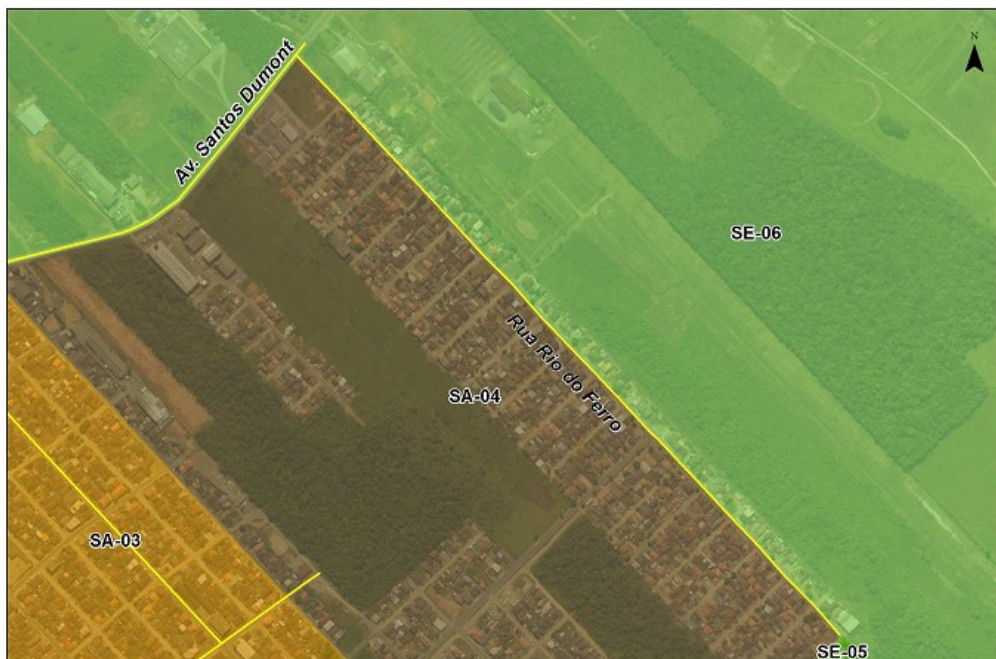 N
Av. Santos Dumont
SE-06
Rua Rio do Ferro
SA-04
SA-03
SE-05